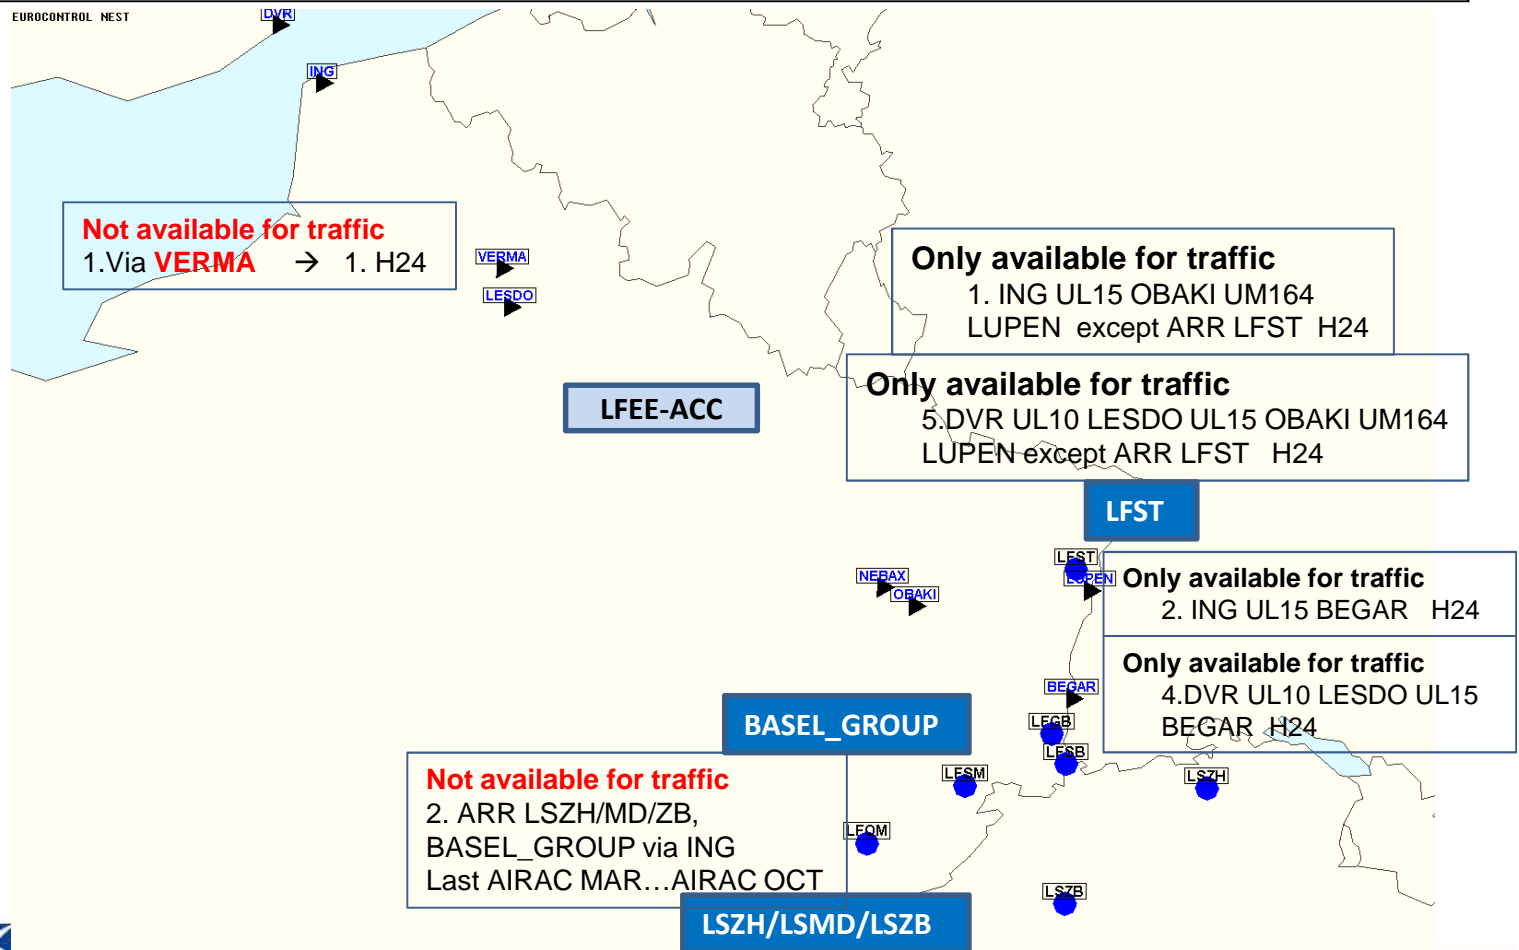 EUROCONTROL NEST
DVR
ING
Not available for traffic
1.Via VERMA → 1. H24
VERMA
LESDO
Only available for traffic
1. ING UL15 OBAKI UM164
LUPEN except ARR LFST H24
Only available for traffic
5.DVR UL10 LESDO UL15 OBAKI UM164
LUPEN except ARR LFST H24
LFEE-ACC
LFST
LFST
LUPEN
NEBAX
OBAKI
Only available for traffic
2. ING UL15 BEGAR H24
Only available for traffic
4.DVR UL10 LESDO UL15
BEGAR H24
BEGAR
BASEL_GROUP
LFGB
LFSB
LFSM
LSZH
LFQM
Not available for traffic
2. ARR LSZH/MD/ZB,
BASEL_GROUP via ING
Last AIRAC MAR…AIRAC OCT
LSZB
LSZH/LSMD/LSZB